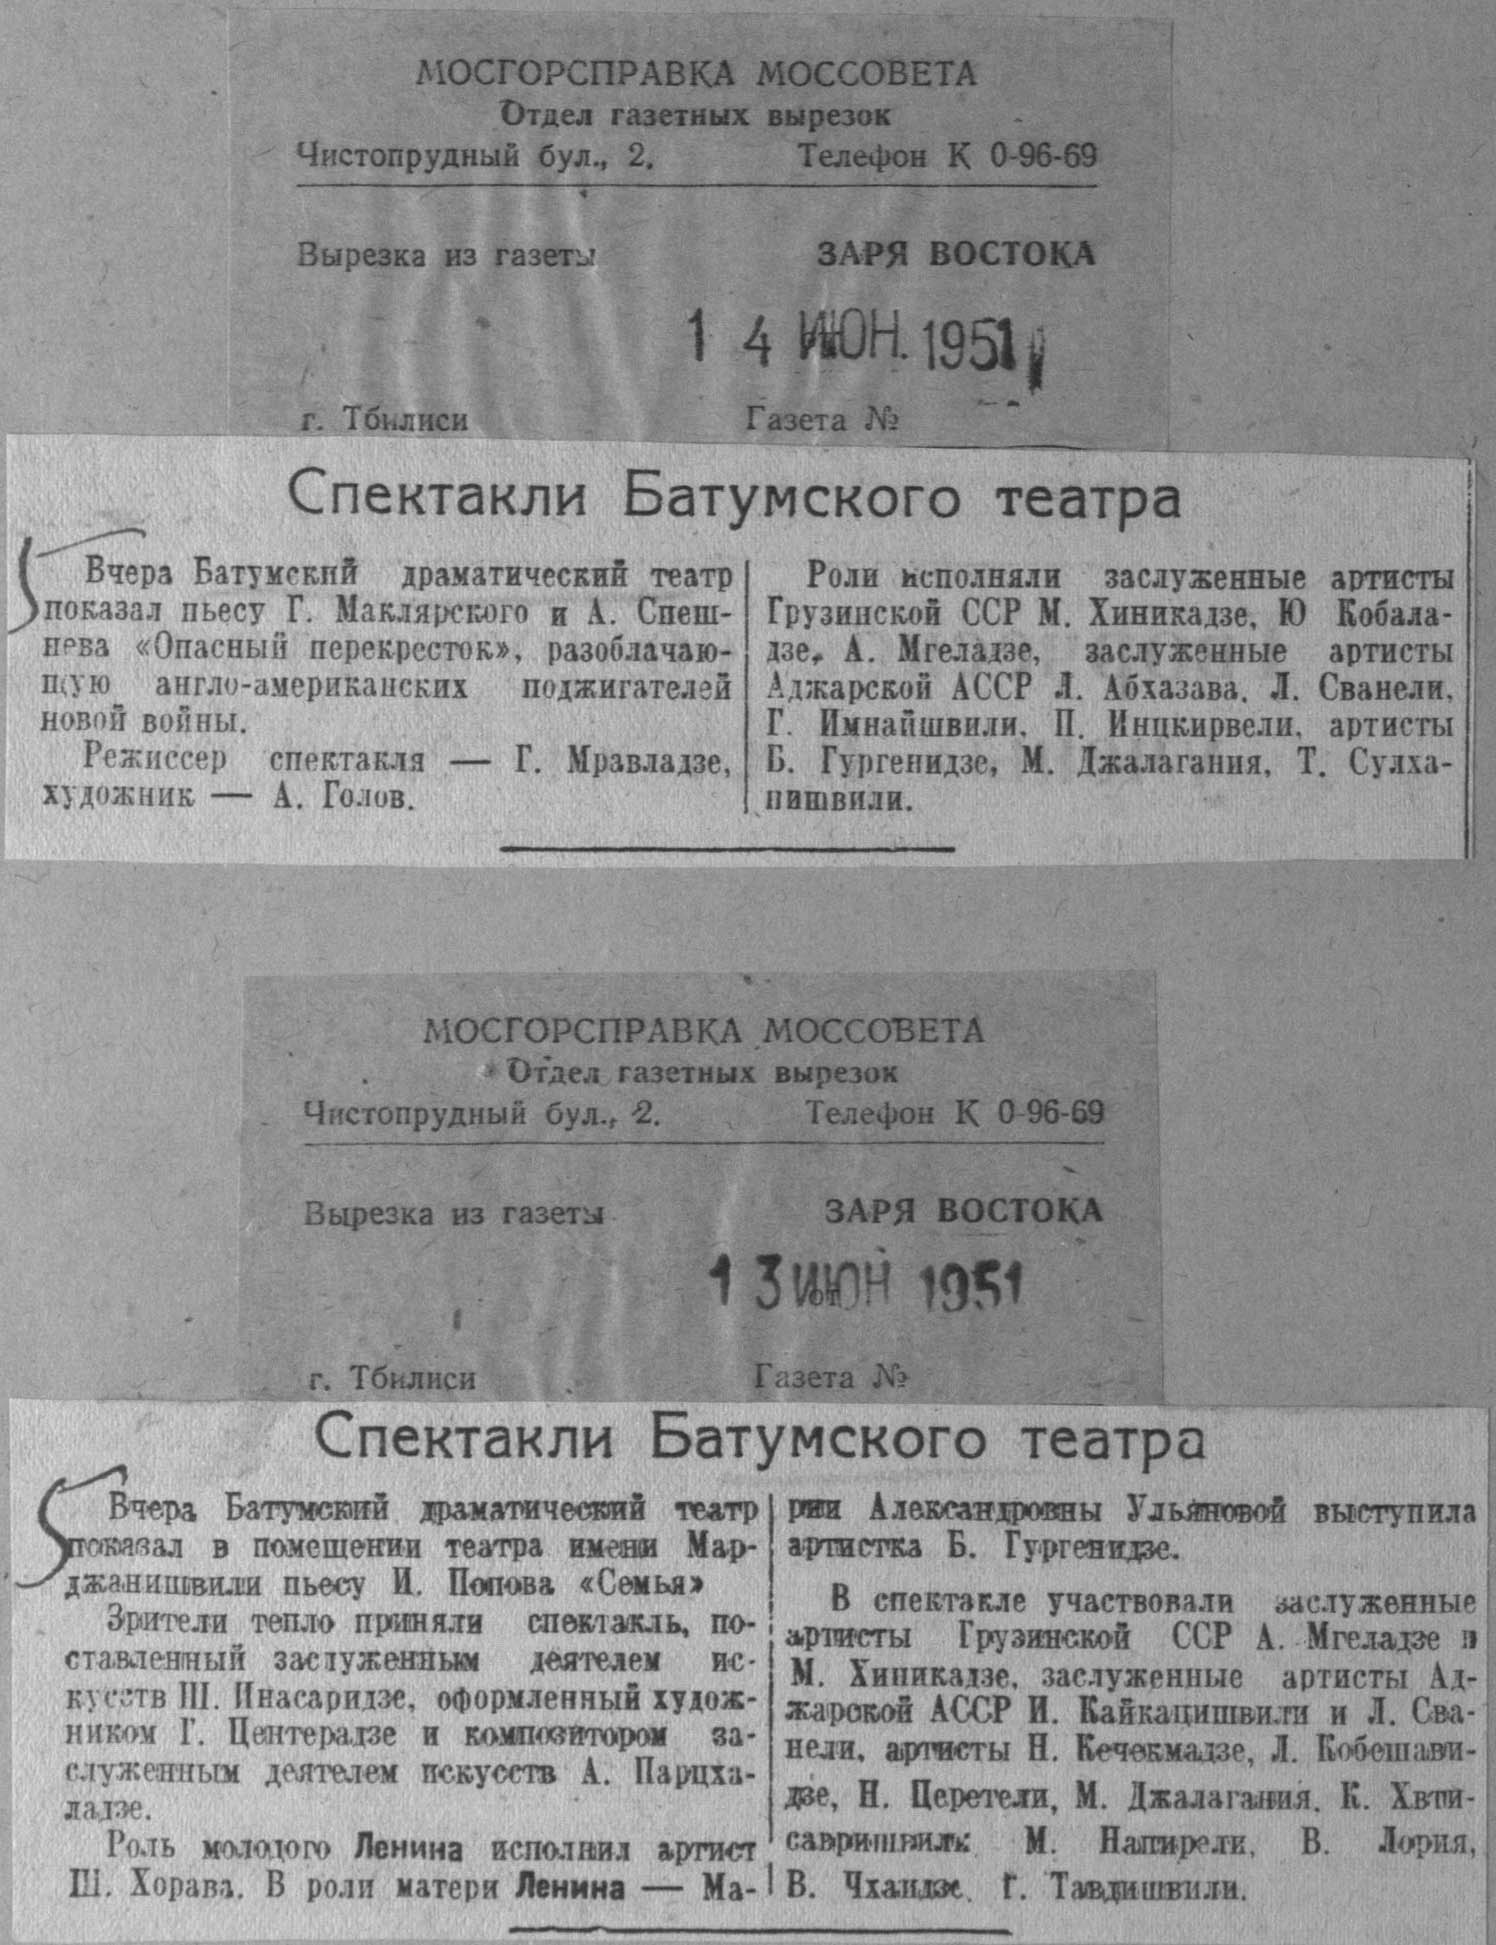 МОСГОРСПРАВКА МОССОВЕТА
Отдел газетных вырезок
Чистопрудный бул., 2. Телефон К 0-96-69
Вырезка из газеты ЗАРЯ ВОСТОКА
14 ИЮН. 1951
г. Тбилиси Газета №
Спектакли Батумского театра
Вчера Батумский драматический театр
показал пьесу Г. Маклярского и А. Спеш-
нева «Опасный перекресток», разоблачаю-
щую англо-американских поджигателей
новой войны.
Режиссер спектакля — Г. Мравладзе,
художник — А. Голов.
Роли исполняли заслуженные артисты
Грузинской ССР М. Хиникадзе, Ю Кобала-
дзе, А. Мгеладзе, заслуженные артисты
Аджарской АССР Л. Абхазава, Л. Сванели,
Г. Имнайшвили, П. Инцкирвели, артисты
Б. Гургенидзе, М. Джалагания, Т. Сулха-
нишвили.
МОСГОРСПРАВКА МОССОВЕТА
Отдел газетных вырезок
Чистопрудный бул., 2. Телефон К 0-96-69
Вырезка из газеты ЗАРЯ ВОСТОКА
13 ИЮН 1951
г. Тбилиси Газета №
Спектакли Батумского театра
Вчера Батумский драматический театр
показал в помещении театра имени Мар-
джанишвили пьесу И. Попова «Семья»
Зрители тепло приняли спектакль, по-
ставленный заслуженным деятелем ис-
кусств Ш. Инасаридзе, оформленный худож-
ником Г. Центерадзе и композитором за-
служенным деятелем искусств А. Парцха-
ладзе.
Роль молодого Ленина исполнил артист
Ш. Хорава. В роли матери Ленина — Ма-
рии Александровны Ульяновой выступила
артистка Б. Гургенидзе.
В спектакле участвовали заслуженные
артисты Грузинской ССР А. Мгеладзе и
М. Хиникадзе, заслуженные артисты Ад-
жарской АССР И. Кайкацишвили и Л. Сва-
нели, артисты Н. Кечекмадзе, Л. Кобешави-
дзе, Н. Церетели, М. Джалагания, К. Хвти-
савришвили М. Напирели, В. Лория,
В. Чхаидзе, Г. Тавдишвили.